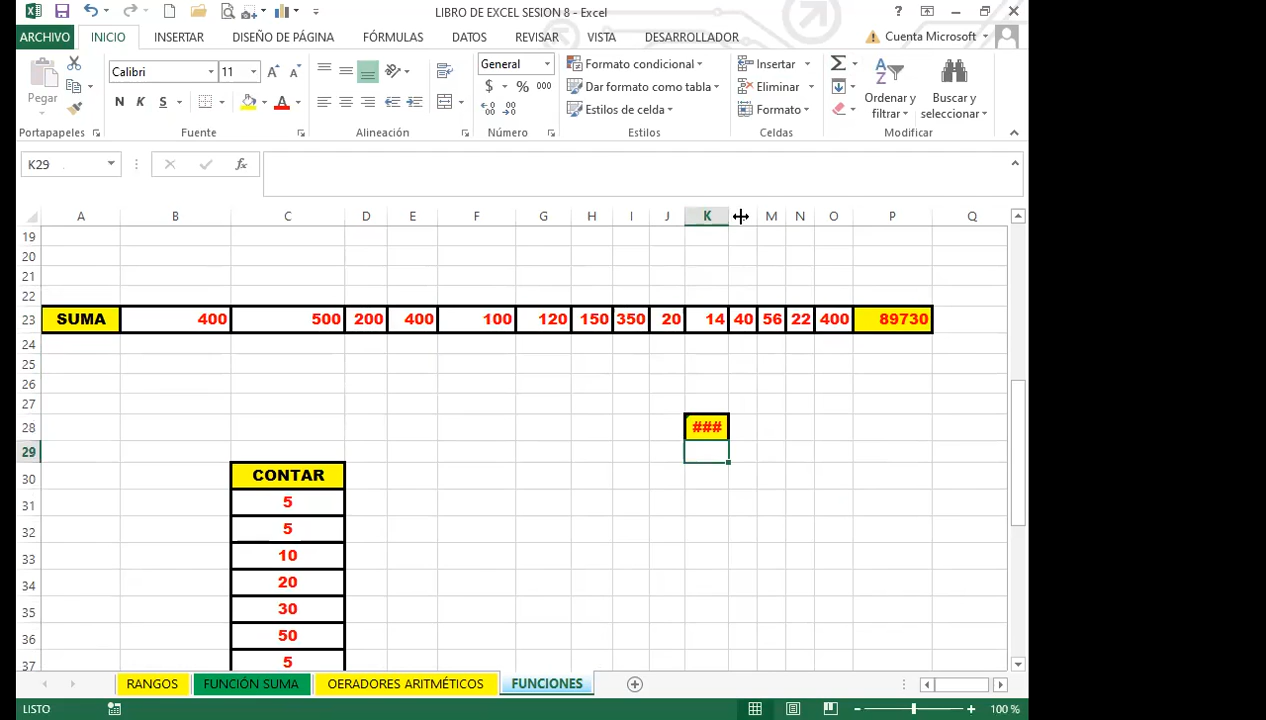 LIBRO DE EXCEL SESION 8 - Excel
?
ARCHIVO INICIO INSERTAR DISEÑO DE PÁGINA FÓRMULAS DATOS REVISAR VISTA DESARROLLADOR Cuenta Microsoft
Pegar
Calibri 11
N K S
General
$ % 000
Formato condicional
Dar formato como tabla
Estilos de celda
Insertar
Eliminar
Formato
Ordenar y filtrar
Buscar y seleccionar
Portapapeles Fuente Alineación Número Estilos Celdas Modificar
K29 fx
A B C D E F G H I J K M N O P Q
19
20
21
22
23 SUMA 400 500 200 400 100 120 150 350 20 14 40 56 22 400 89730
24
25
26
27
28 ###
29
30 CONTAR
31 5
32 5
33 10
34 20
35 30
36 50
37 5
RANGOS FUNCIÓN SUMA OERADORES ARITMÉTICOS FUNCIONES
LISTO 100 %